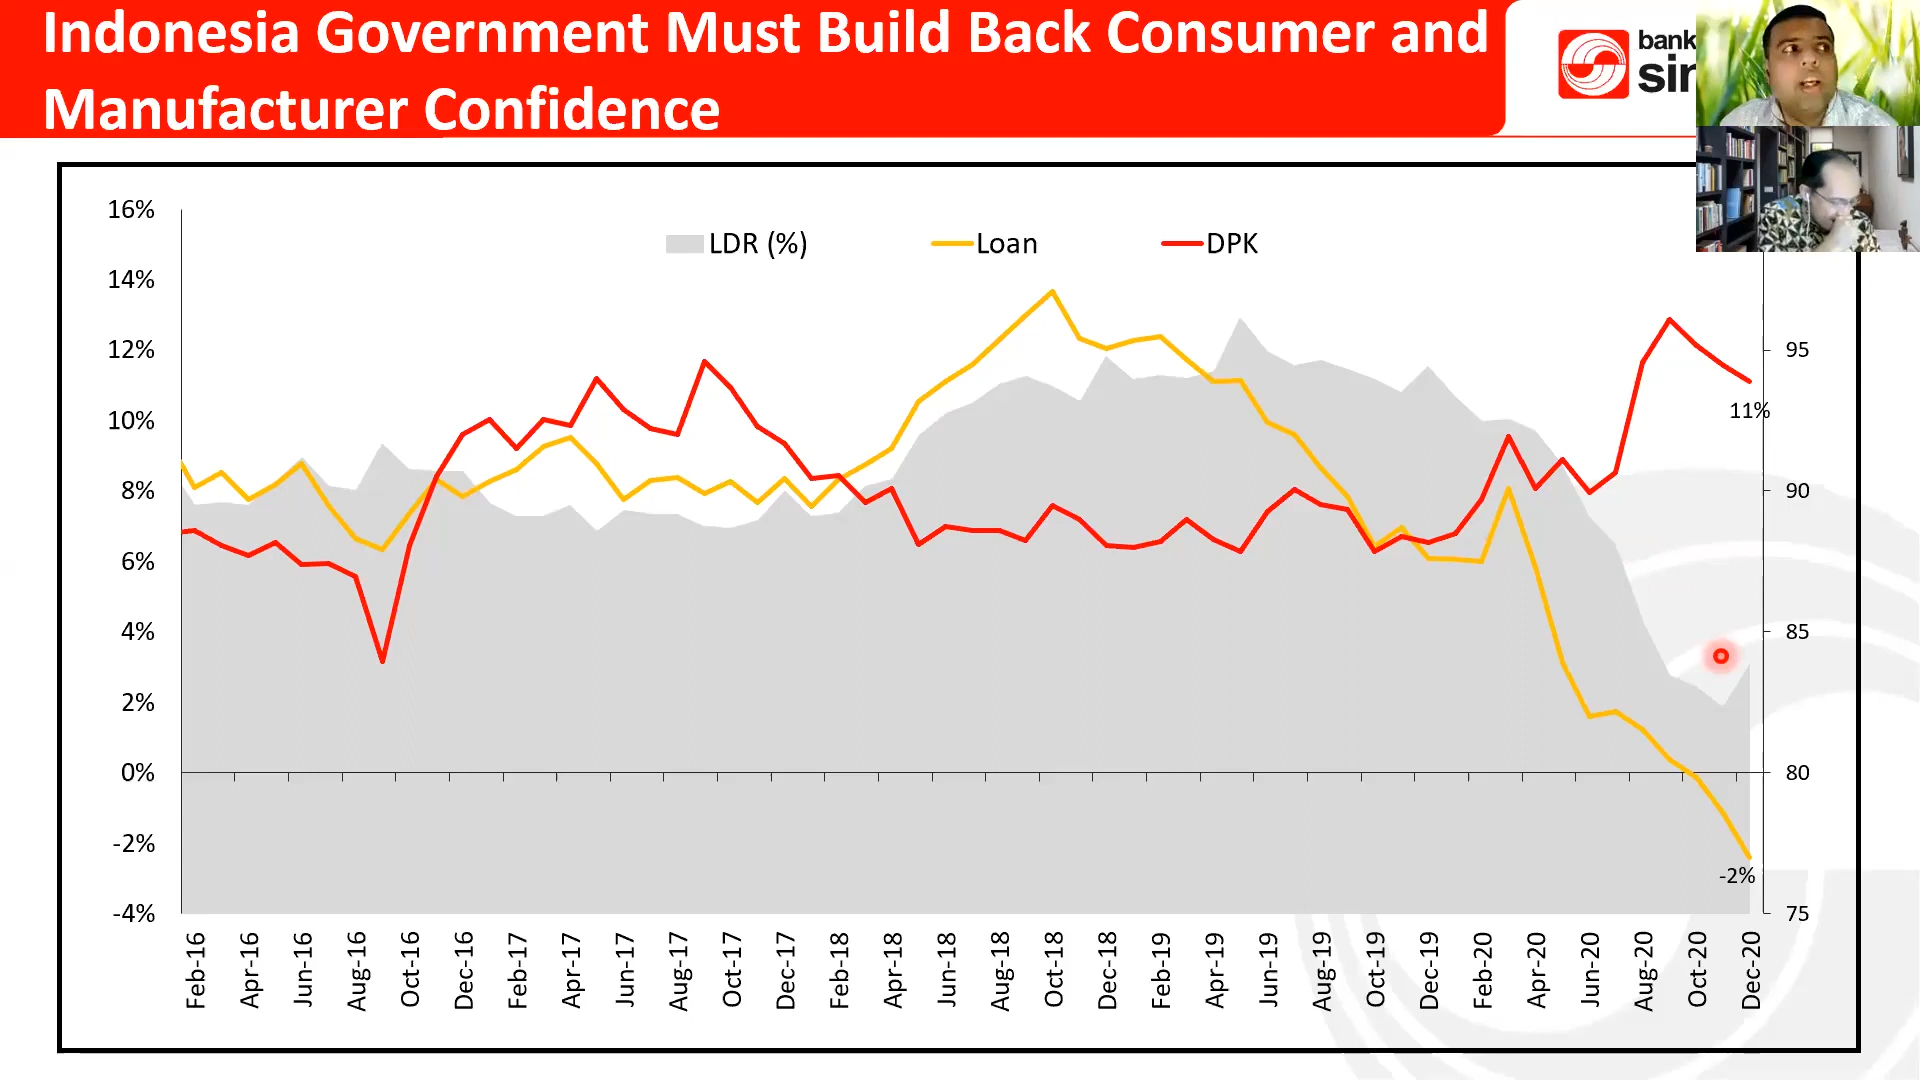 Indonesia Government Must Build Back Consumer and
Manufacturer Confidence
bank
LDR (%)
Loan
DPK
16%
14%
12%
10%
8%
6%
4%
2%
0%
-2%
-4%
95
90
85
80
75
11%
-2%
Feb-16
Apr-16
Jun-16
Aug-16
Oct-16
Dec-16
Feb-17
Apr-17
Jun-17
Aug-17
Oct-17
Dec-17
Feb-18
Apr-18
Jun-18
Aug-18
Oct-18
Dec-18
Feb-19
Apr-19
Jun-19
Aug-19
Oct-19
Dec-19
Feb-20
Apr-20
Jun-20
Aug-20
Oct-20
Dec-20